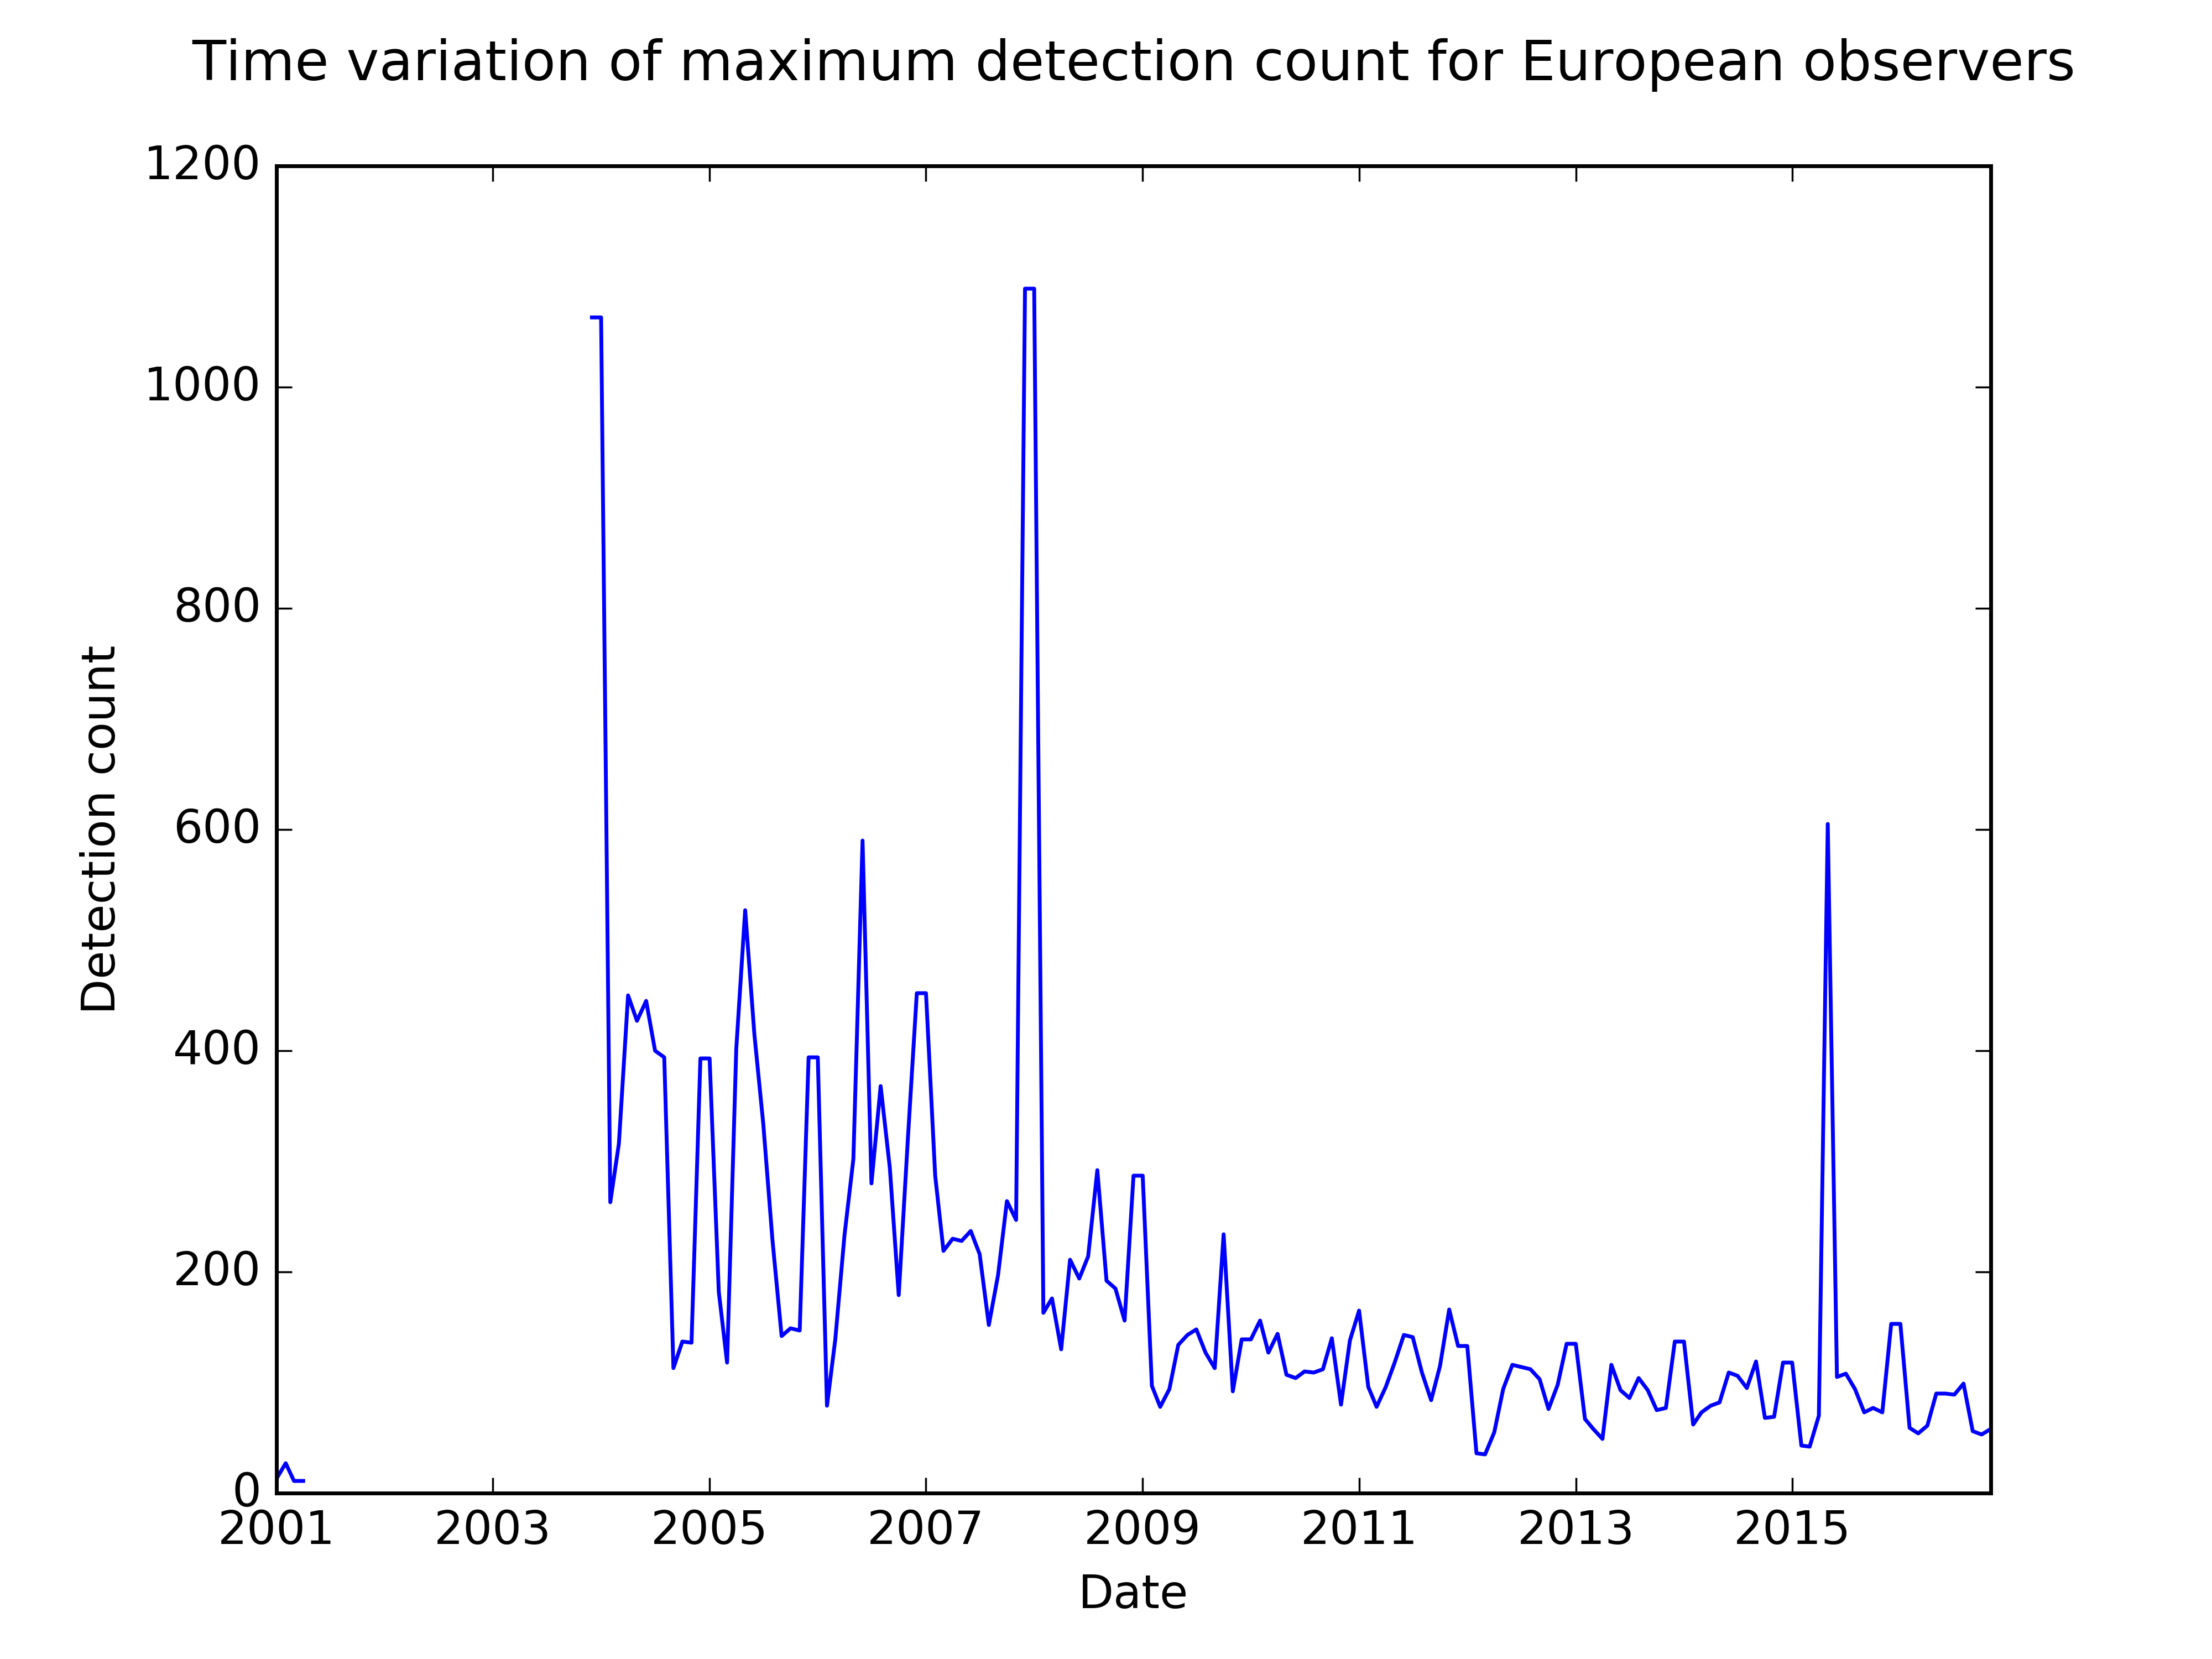 Time variation of maximum detection count for European observers
1200
1000
800
600
400
200
0
Detection count
2001 2003 2005 2007 2009 2011 2013 2015
Date